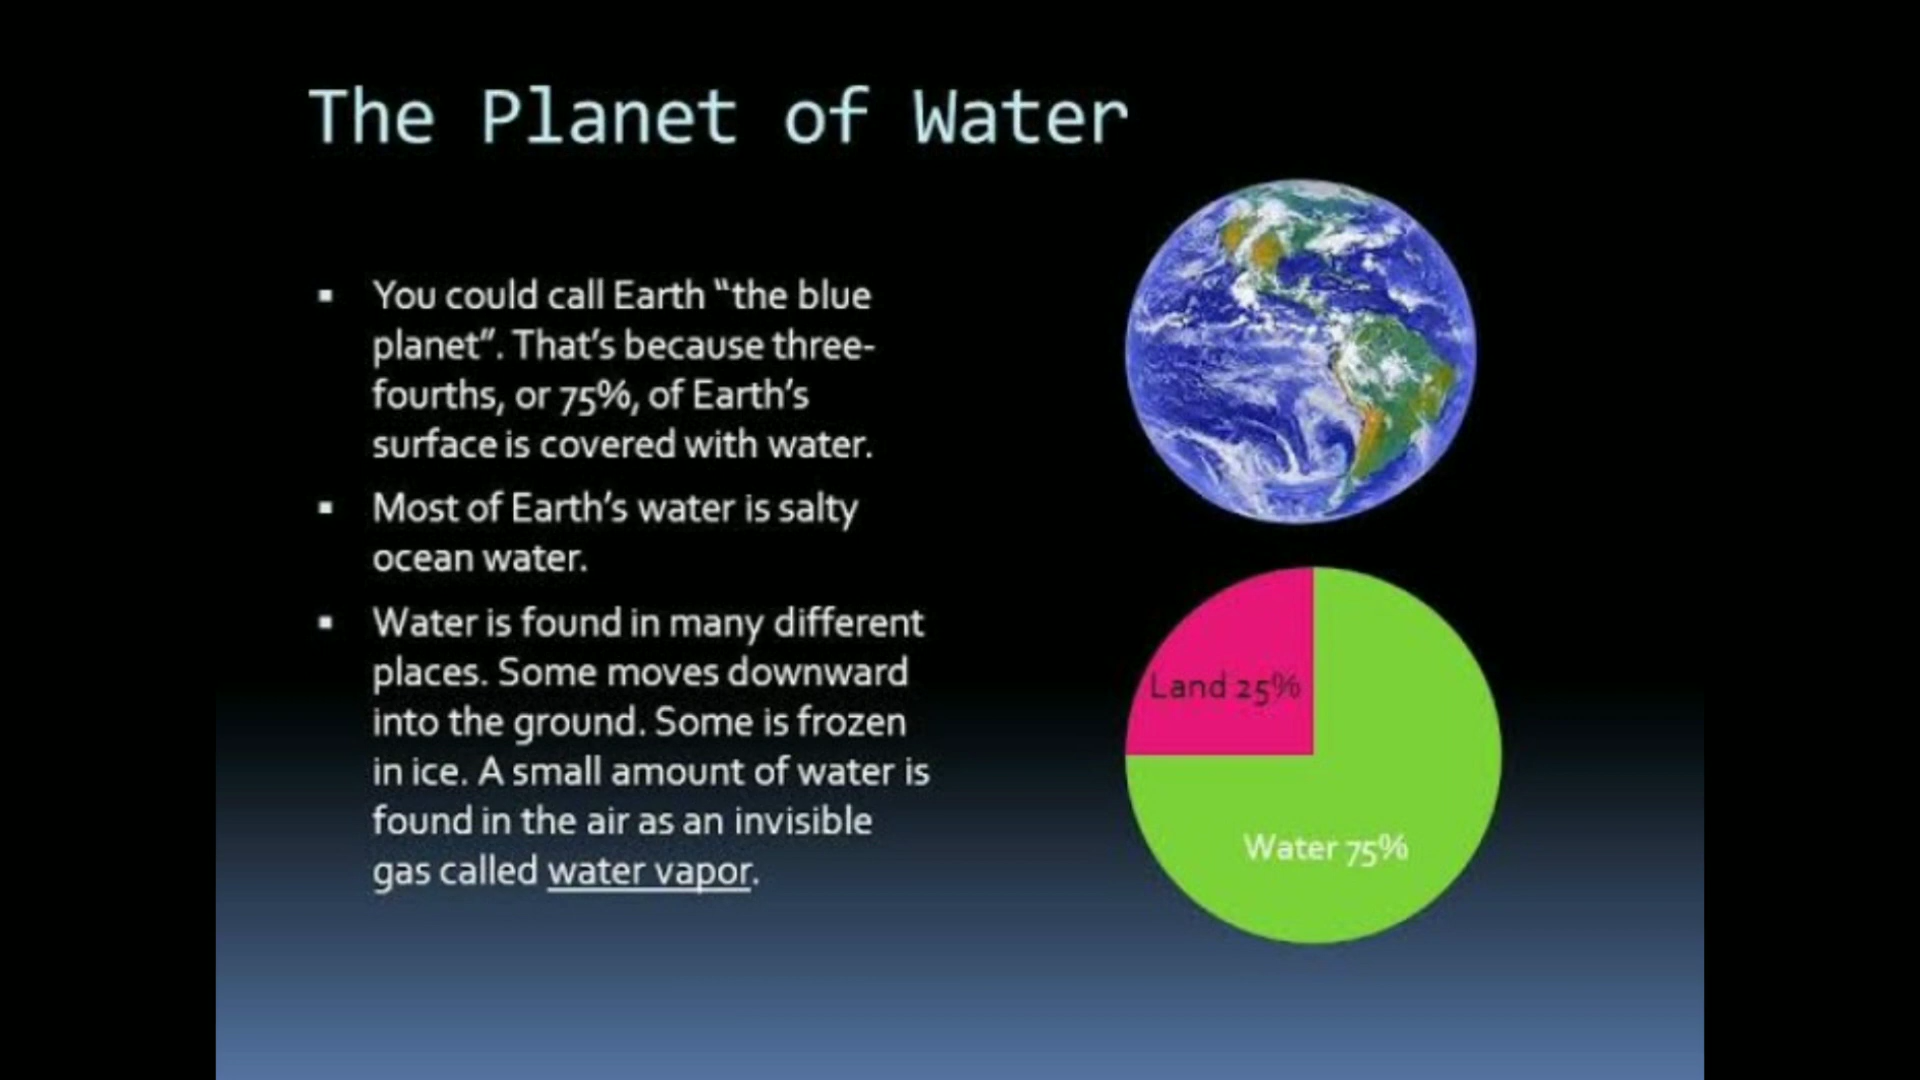 The Planet of Water
▪ You could call Earth “the blue
planet”. That’s because three-
fourths, or 75%, of Earth’s
surface is covered with water.
▪ Most of Earth’s water is salty
ocean water.
▪ Water is found in many different
places. Some moves downward
into the ground. Some is frozen
in ice. A small amount of water is
found in the air as an invisible
gas called water vapor.
Land 25%
Water 75%